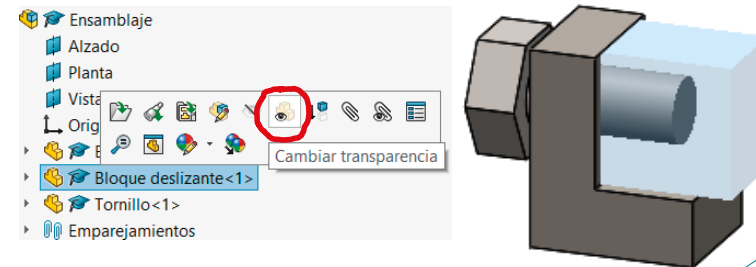 Ensamblaje
Alzado
Planta
Vista
Orig
Cambiar transparencia
Bloque deslizante<1>
Tornillo<1>
Emparejamientos